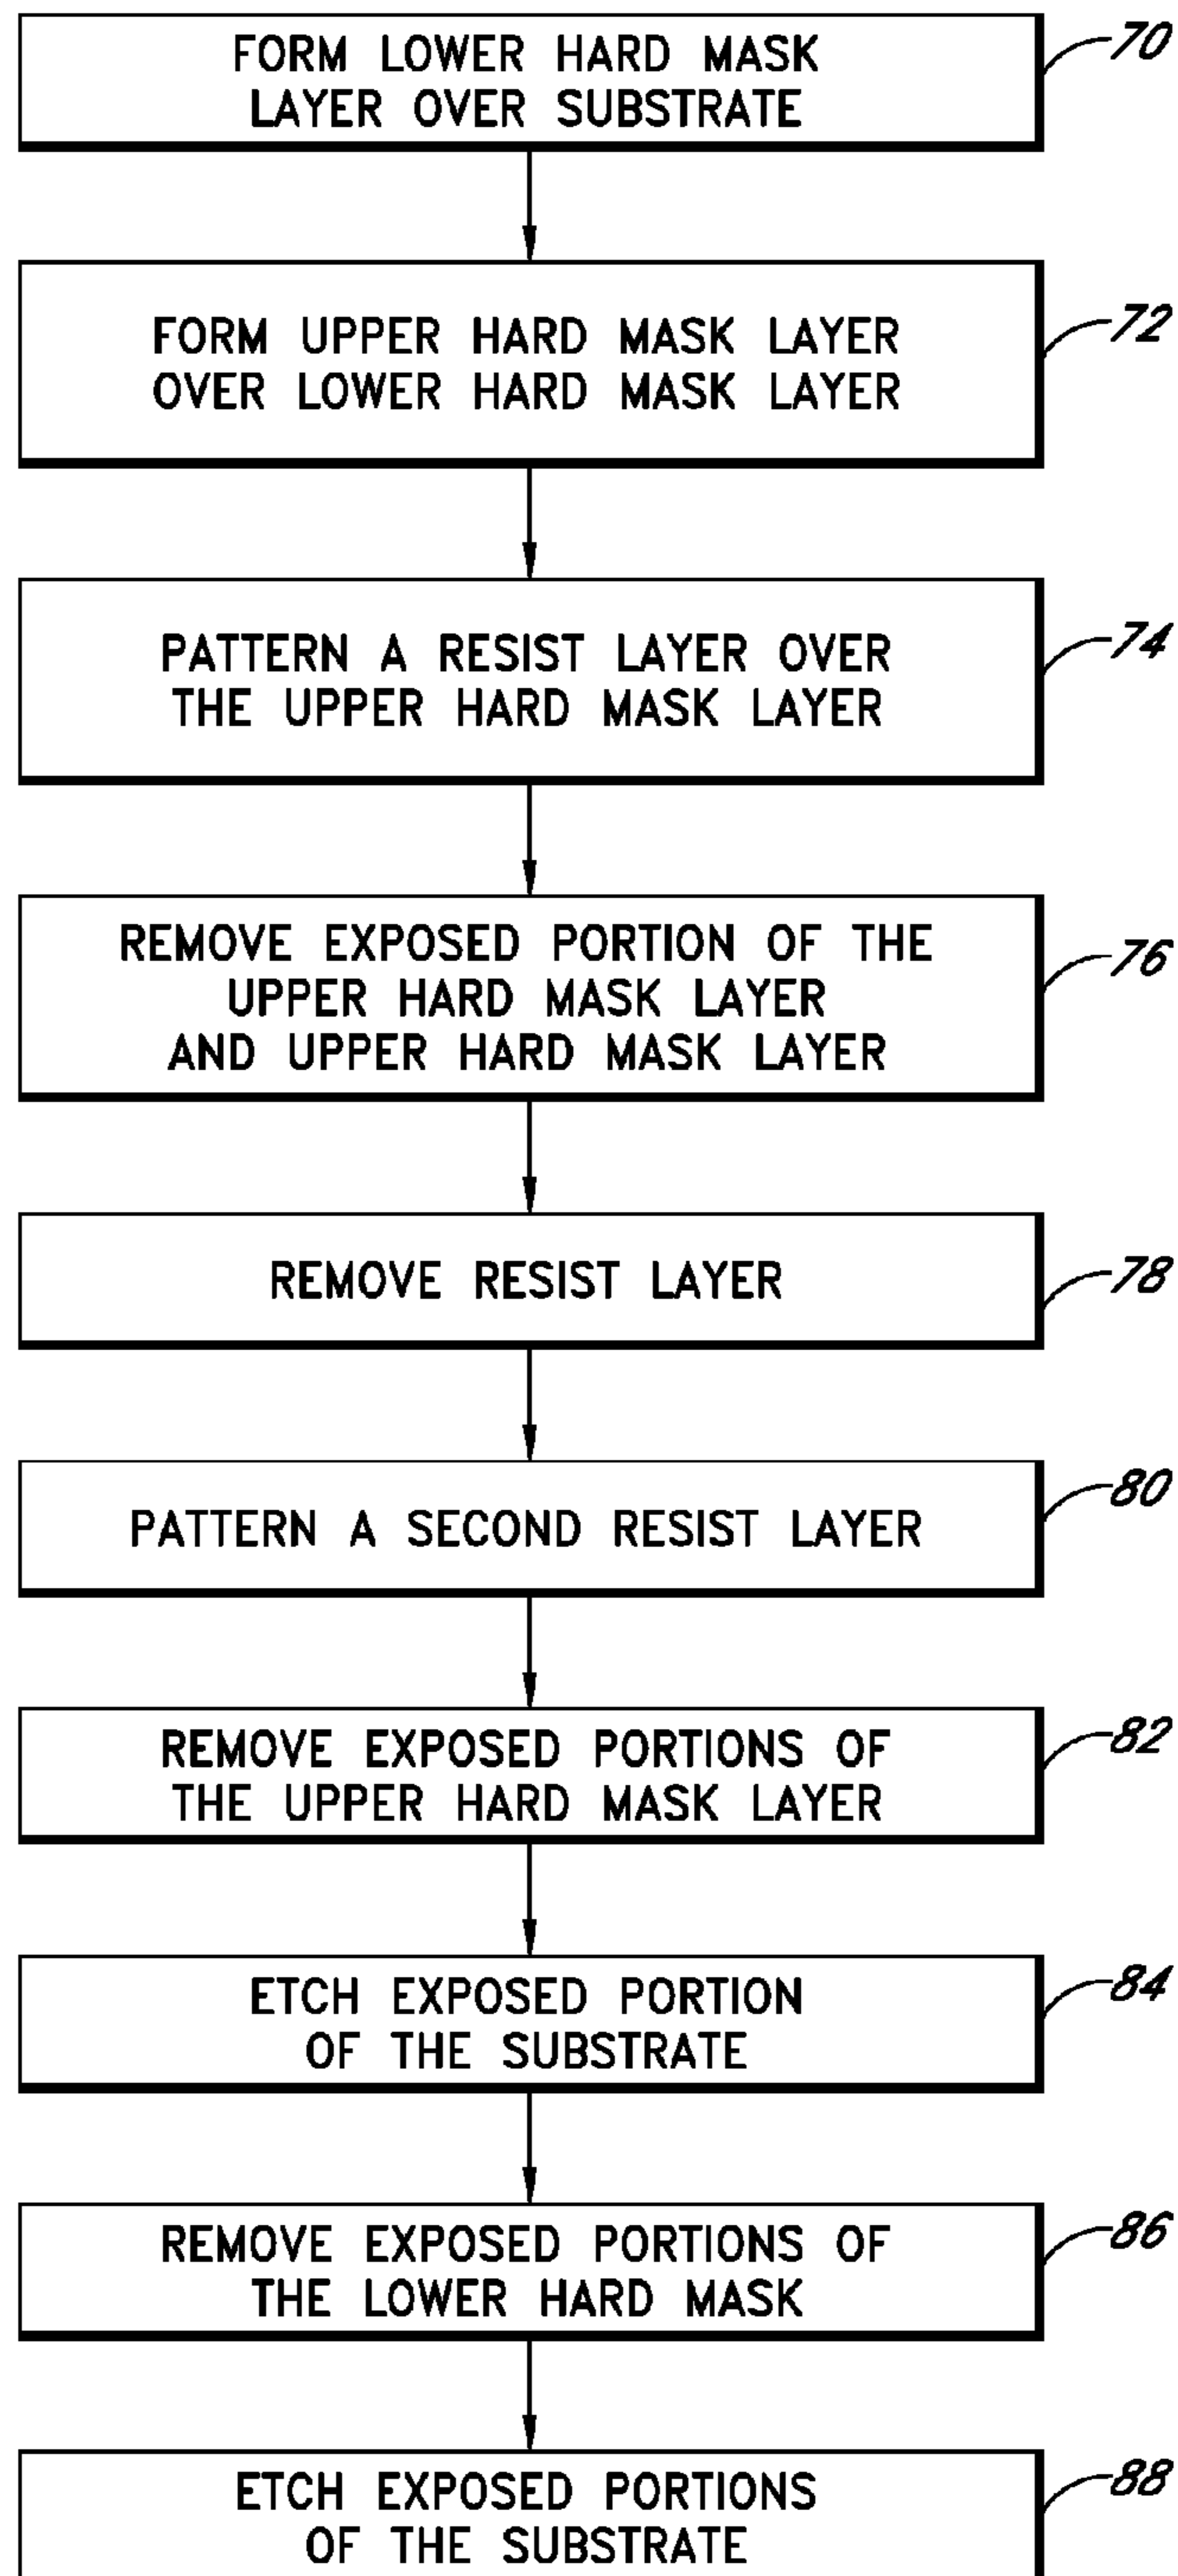 FORM LOWER HARD MASK
LAYER OVER SUBSTRATE
70
FORM UPPER HARD MASK LAYER
OVER LOWER HARD MASK LAYER
72
PATTERN A RESIST LAYER OVER
THE UPPER HARD MASK LAYER
74
REMOVE EXPOSED PORTION OF THE
UPPER HARD MASK LAYER
AND UPPER HARD MASK LAYER
76
REMOVE RESIST LAYER
78
PATTERN A SECOND RESIST LAYER
80
REMOVE EXPOSED PORTIONS OF
THE UPPER HARD MASK LAYER
82
ETCH EXPOSED PORTION
OF THE SUBSTRATE
84
REMOVE EXPOSED PORTIONS OF
THE LOWER HARD MASK
86
ETCH EXPOSED PORTIONS
OF THE SUBSTRATE
88